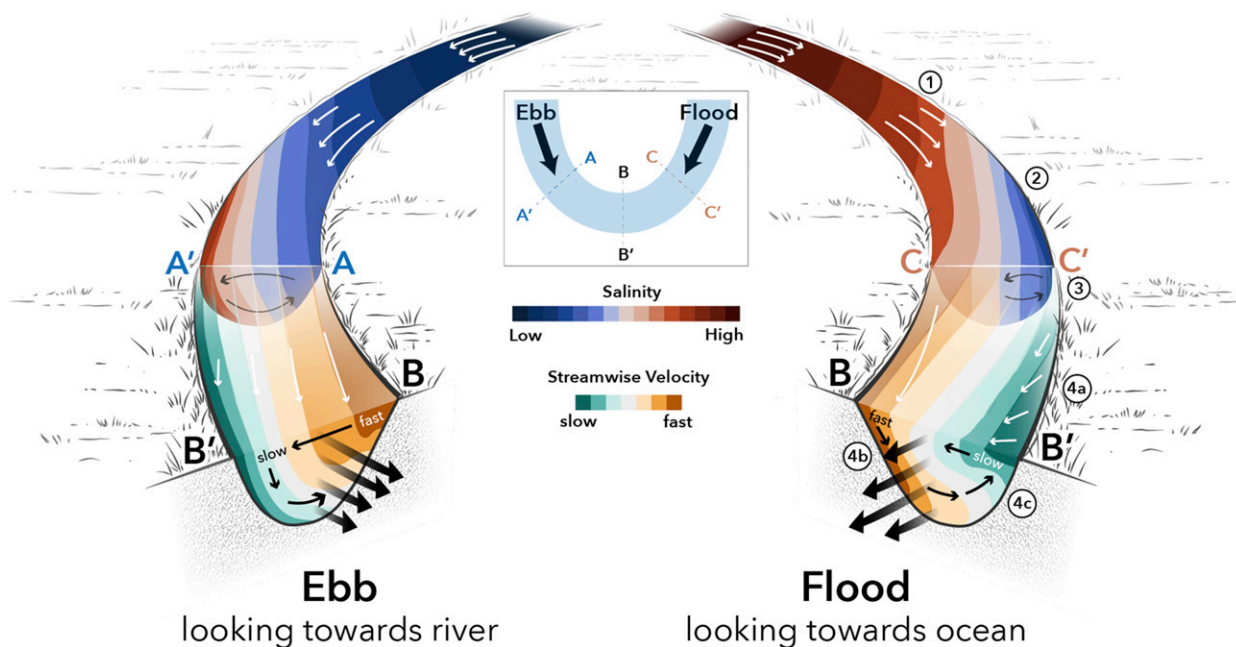 ①
Ebb Flood
②
A C
B
A' C'
B'
A' A
C C'
③
Salinity
Low High
B
B
Streamwise Velocity
slow fast
4a
fast
fast
B'
slow
4b
slow
B'
4c
Ebb
looking towards river
Flood
looking towards ocean